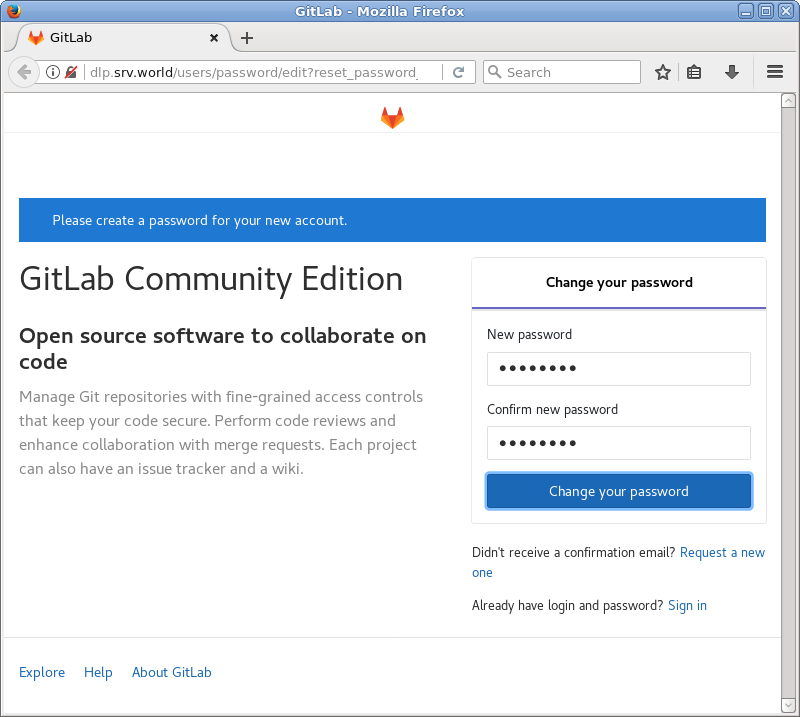 GitLab - Mozilla Firefox
GitLab
dlp.srv.world/users/password/edit?reset_password_
Search
Please create a password for your new account.
GitLab Community Edition
Open source software to collaborate on
code
Manage Git repositories with fine-grained access controls
that keep your code secure. Perform code reviews and
enhance collaboration with merge requests. Each project
can also have an issue tracker and a wiki.
Change your password
New password
••••••••
Confirm new password
••••••••
Change your password
Didn't receive a confirmation email? Request a new
one
Already have login and password? Sign in
Explore Help About GitLab